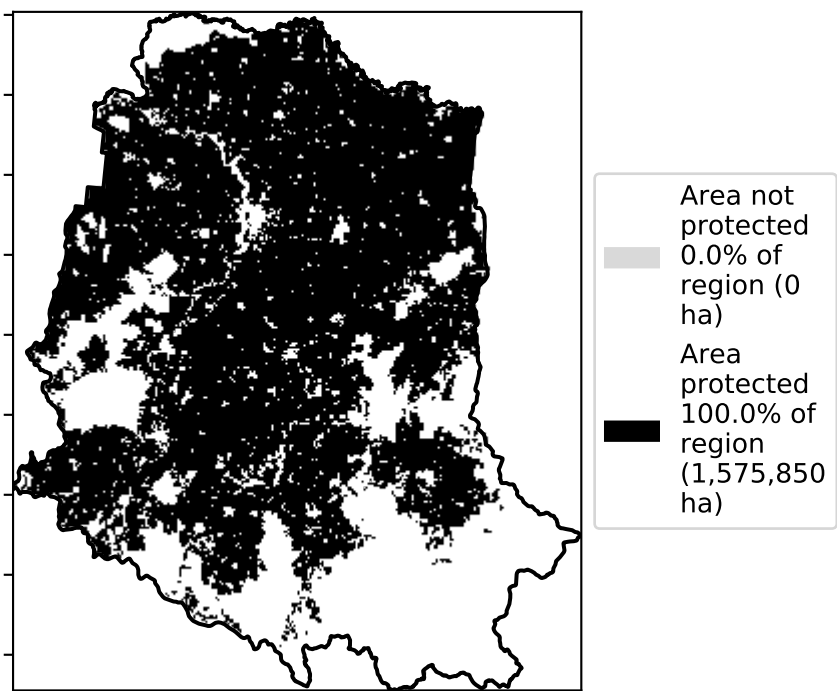 Area not
protected
0.0% of
region (0
ha)
Area
protected
100.0% of
region
(1,575,850
ha)